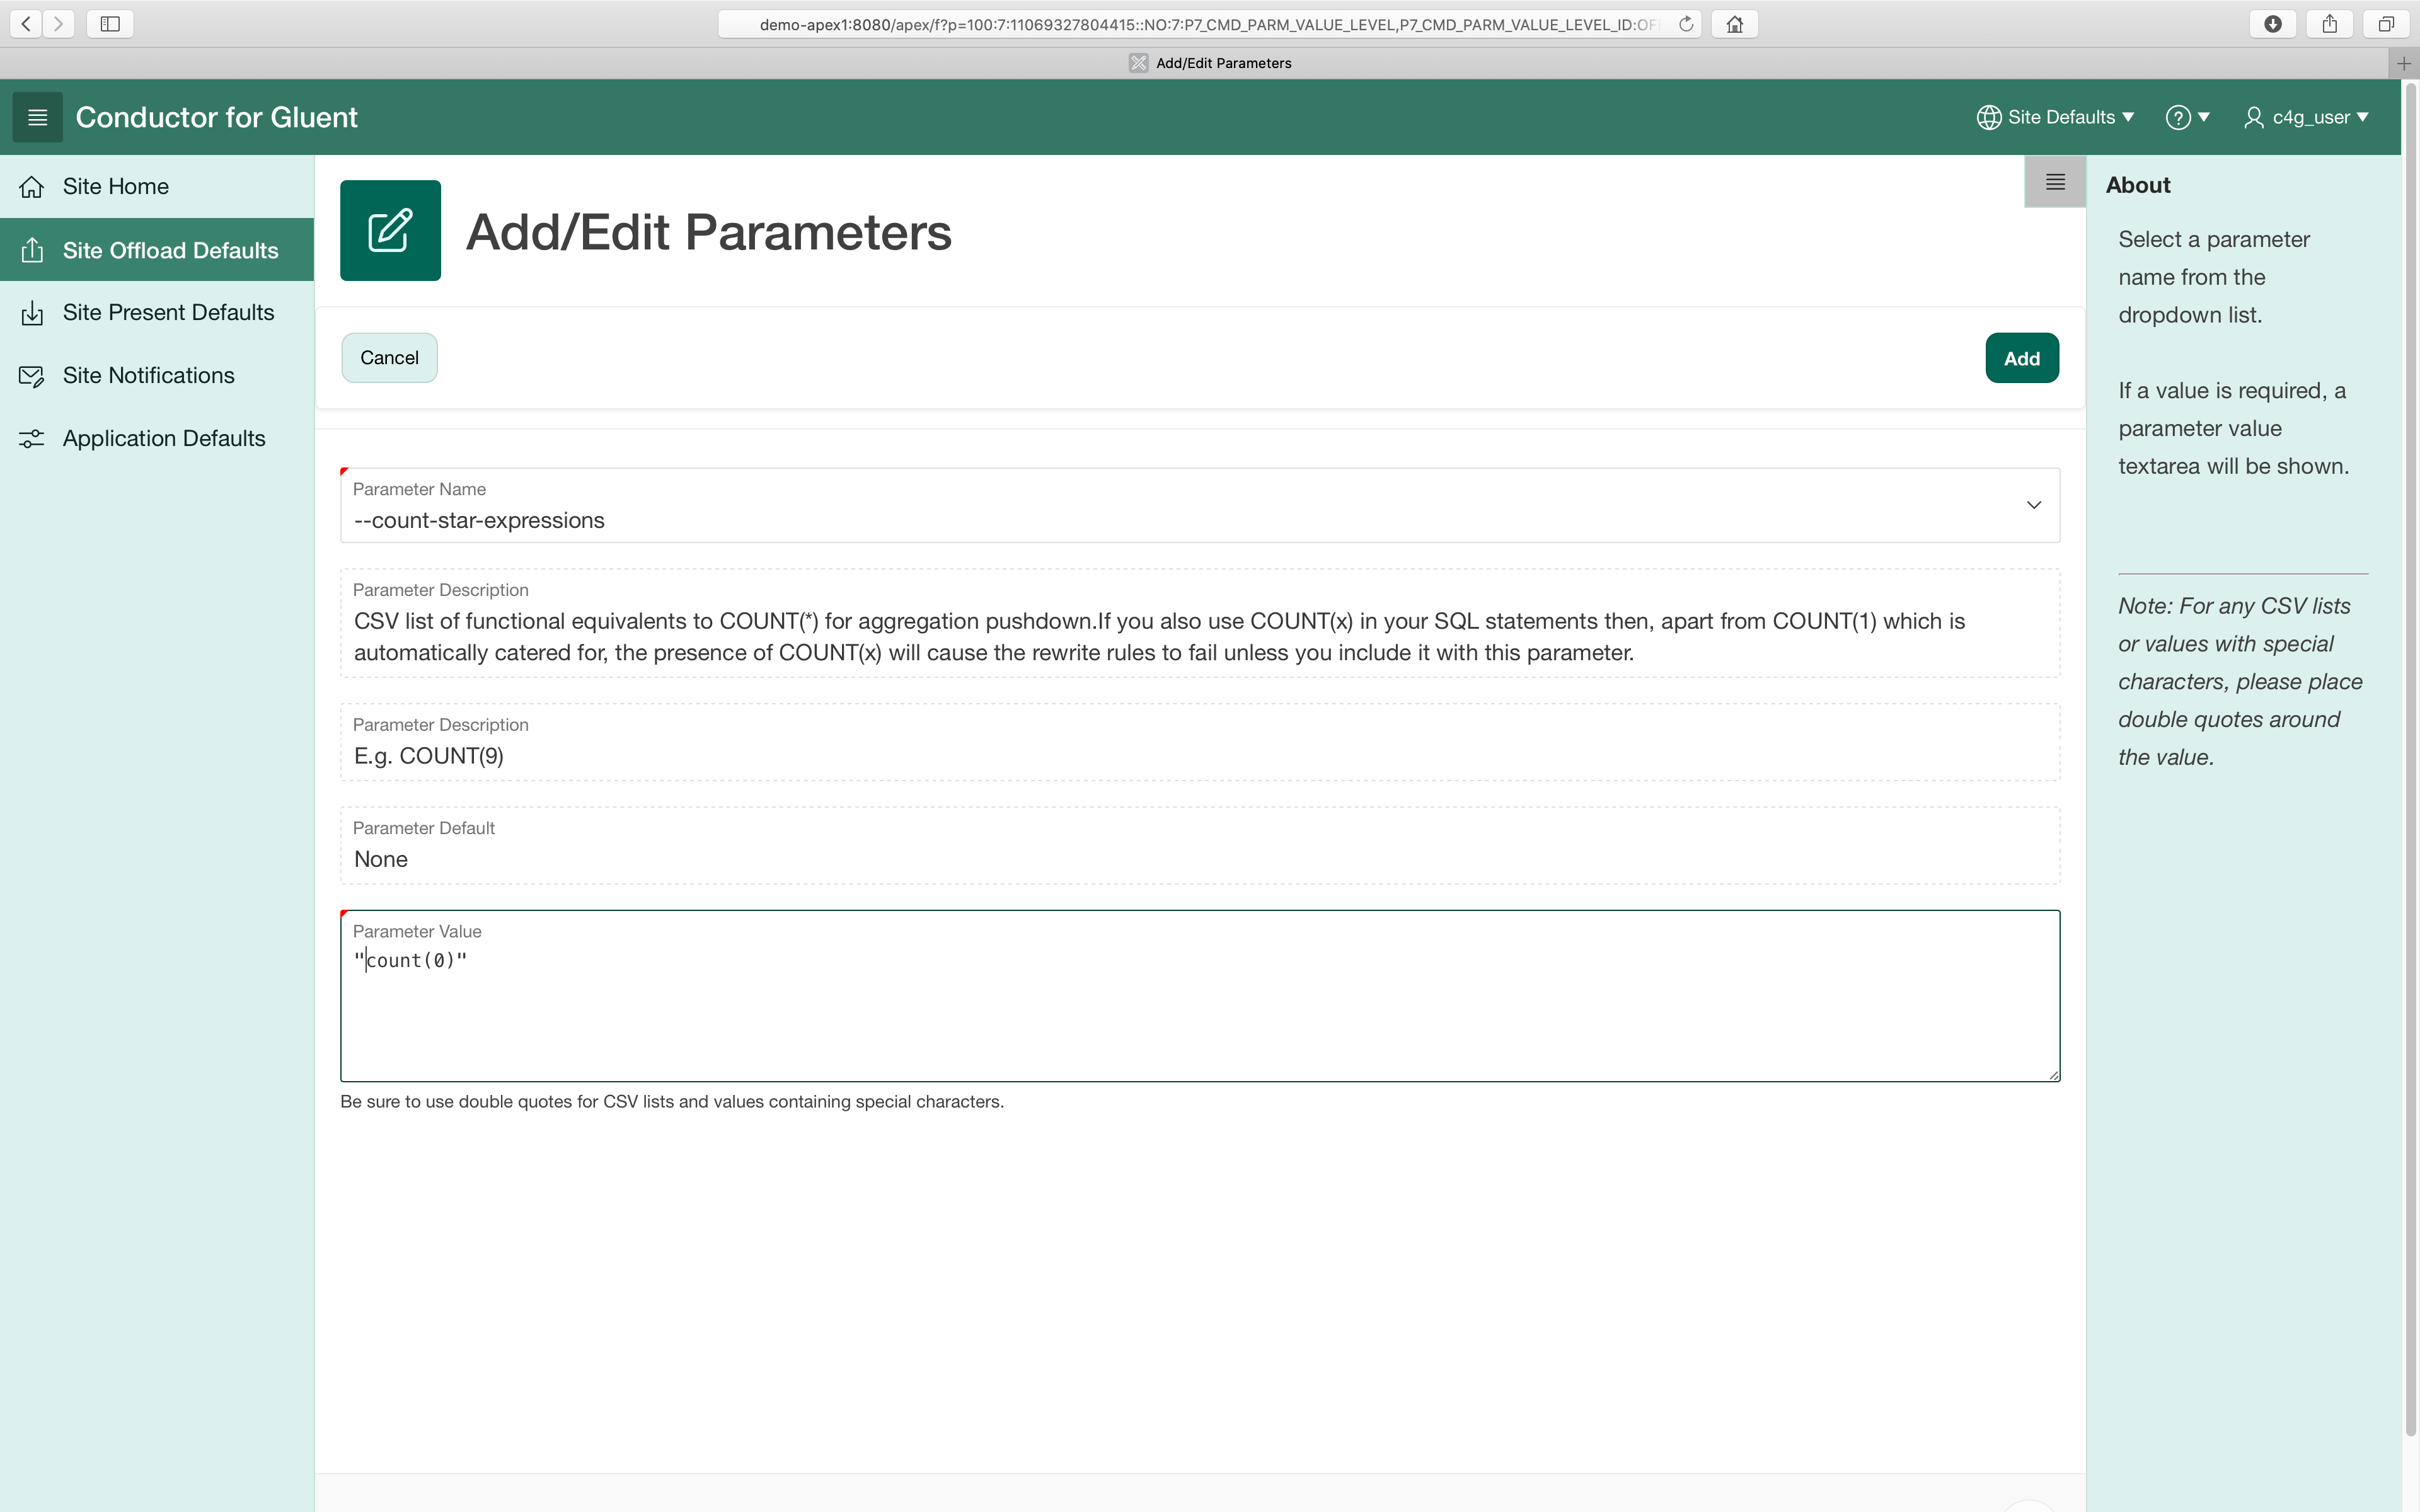 demo-apex1:8080/apex/f?p=100:7:11069327804415::NO:7:P7_CMD_PARM_VALUE_LEVEL,P7_CMD_PARM_VALUE_LEVEL_ID:OF
Add/Edit Parameters
Conductor for Gluent
Site Defaults
?
c4g_user
Site Home
Site Offload Defaults
Site Present Defaults
Site Notifications
Application Defaults
Add/Edit Parameters
Cancel
Add
Parameter Name
--count-star-expressions
Parameter Description
CSV list of functional equivalents to COUNT(*) for aggregation pushdown.If you also use COUNT(x) in your SQL statements then, apart from COUNT(1) which is
automatically catered for, the presence of COUNT(x) will cause the rewrite rules to fail unless you include it with this parameter.
Parameter Description
E.g. COUNT(9)
Parameter Default
None
Parameter Value
"count(0)"
Be sure to use double quotes for CSV lists and values containing special characters.
About
Select a parameter
name from the
dropdown list.
If a value is required, a
parameter value
textarea will be shown.
Note: For any CSV lists
or values with special
characters, please place
double quotes around
the value.